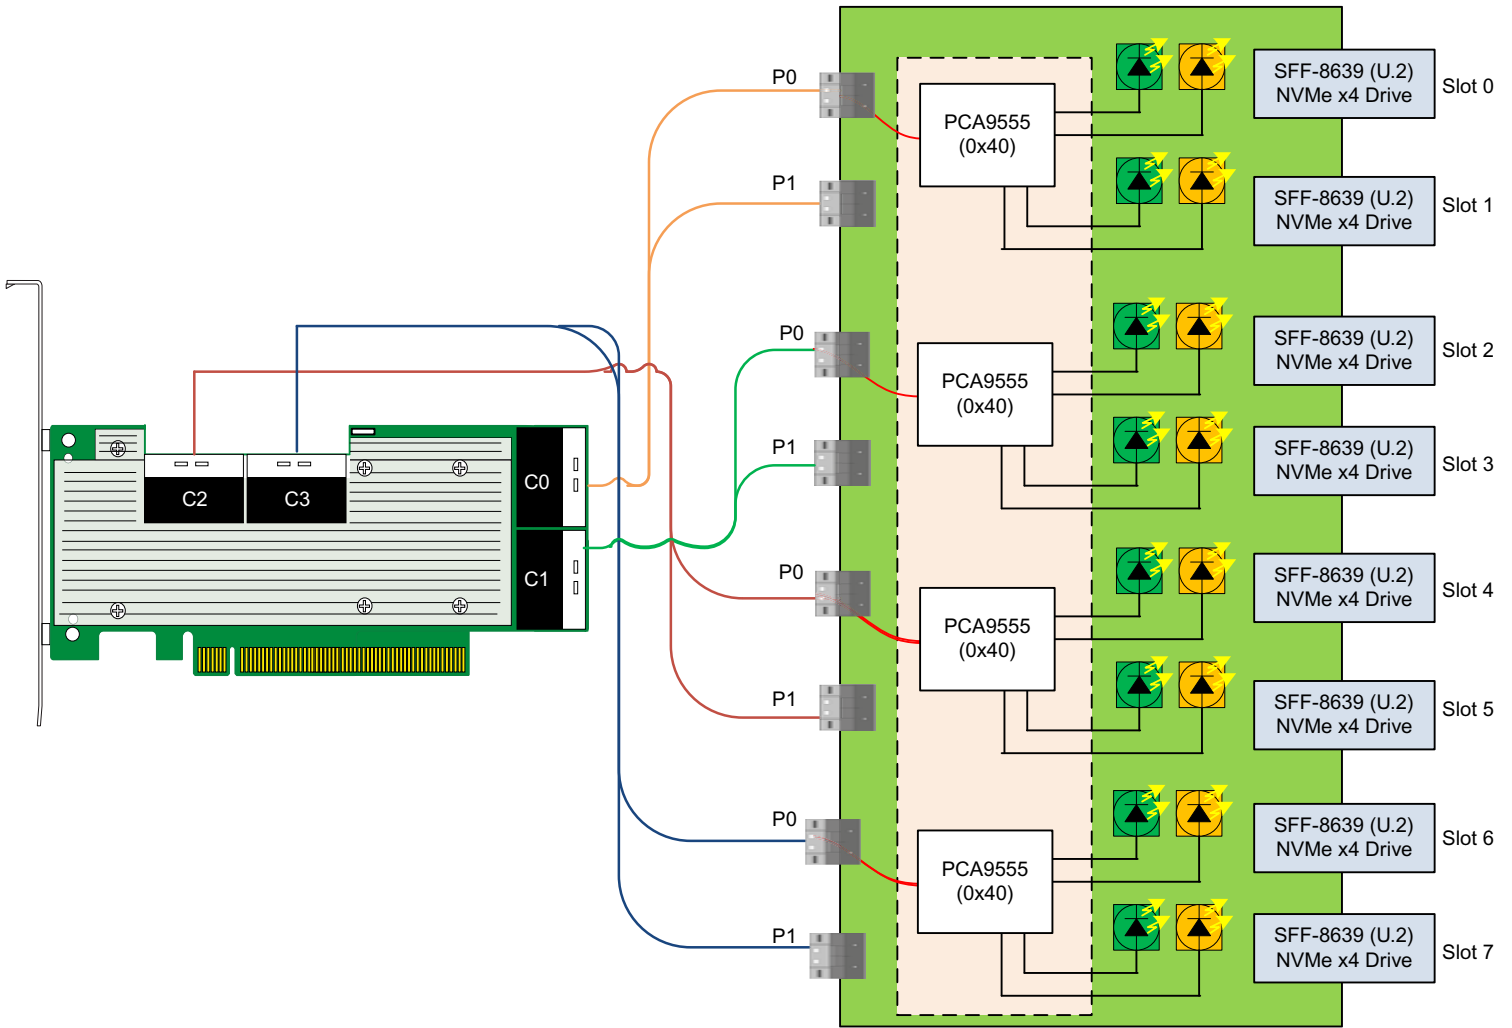 C2
C3
C0
C1
P0
P1
P0
P1
P0
P1
P0
P1
PCA9555
(0x40)
PCA9555
(0x40)
PCA9555
(0x40)
PCA9555
(0x40)
SFF-8639 (U.2)
NVMe x4 Drive
Slot 0
SFF-8639 (U.2)
NVMe x4 Drive
Slot 1
SFF-8639 (U.2)
NVMe x4 Drive
Slot 2
SFF-8639 (U.2)
NVMe x4 Drive
Slot 3
SFF-8639 (U.2)
NVMe x4 Drive
Slot 4
SFF-8639 (U.2)
NVMe x4 Drive
Slot 5
SFF-8639 (U.2)
NVMe x4 Drive
Slot 6
SFF-8639 (U.2)
NVMe x4 Drive
Slot 7